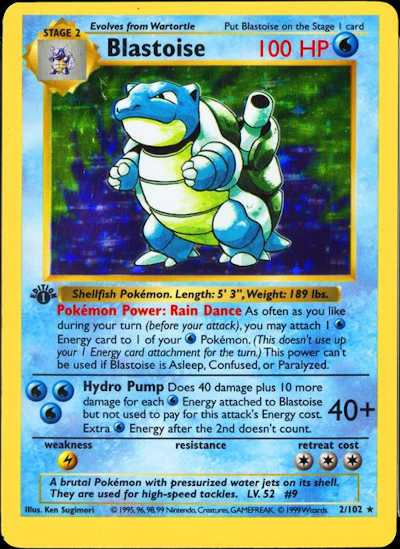 STAGE 2
Evolves from Wartortle
Put Blastoise on the Stage 1 card
Blastoise
100 HP
EDITION
1
Shellfish Pokémon. Length: 5' 3", Weight: 189 lbs.
Pokémon Power: Rain Dance As often as you like
during your turn (before your attack), you may attach 1
Energy card to 1 of your Pokémon. (This doesn't use up
your 1 Energy card attachment for the turn.) This power can't
be used if Blastoise is Asleep, Confused, or Paralyzed.
Hydro Pump Does 40 damage plus 10 more
damage for each Energy attached to Blastoise
but not used to pay for this attack's Energy cost.
Extra Energy after the 2nd doesn't count.
40+
weakness
resistance
retreat cost
A brutal Pokémon with pressurized water jets on its shell.
They are used for high-speed tackles. LV. 52 #9
Illus. Ken Sugimori
© 1995, 96, 98, 99 Nintendo, Creatures, GAMEFREAK. © 1999 Wizards.
2/102 ★